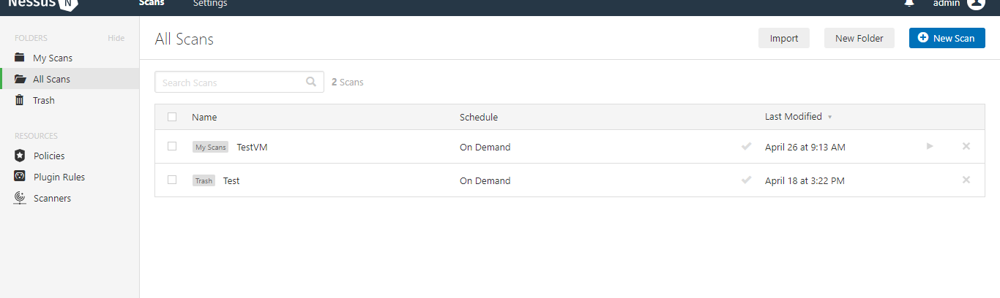 Nessus N Scans Settings admin
FOLDERS Hide
My Scans
All Scans
Trash
RESOURCES
Policies
Plugin Rules
Scanners
All Scans Import New Folder New Scan
Search Scans 2 Scans
Name Schedule Last Modified
My Scans TestVM On Demand April 26 at 9:13 AM
Trash Test On Demand April 18 at 3:22 PM